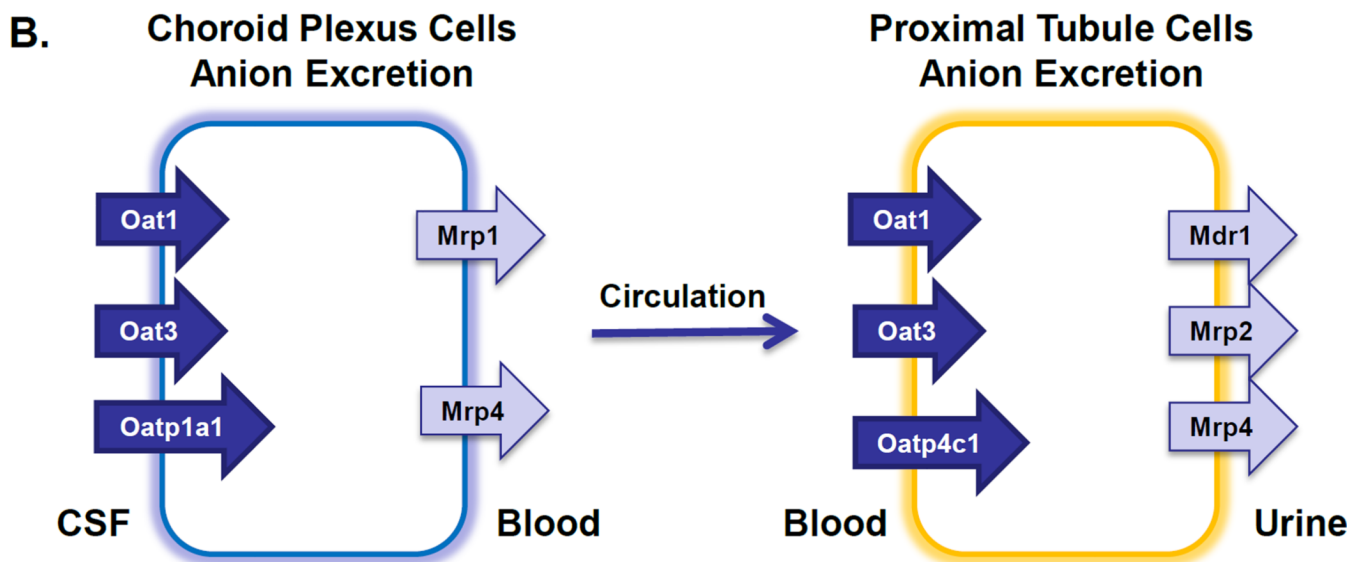 B.
Choroid Plexus Cells
Anion Excretion
Proximal Tubule Cells
Anion Excretion
Oat1
Oat3
Oatp1a1
Mrp1
Mrp4
CSF
Blood
Circulation
Oat1
Oat3
Oatp4c1
Mdr1
Mrp2
Mrp4
Blood
Urine